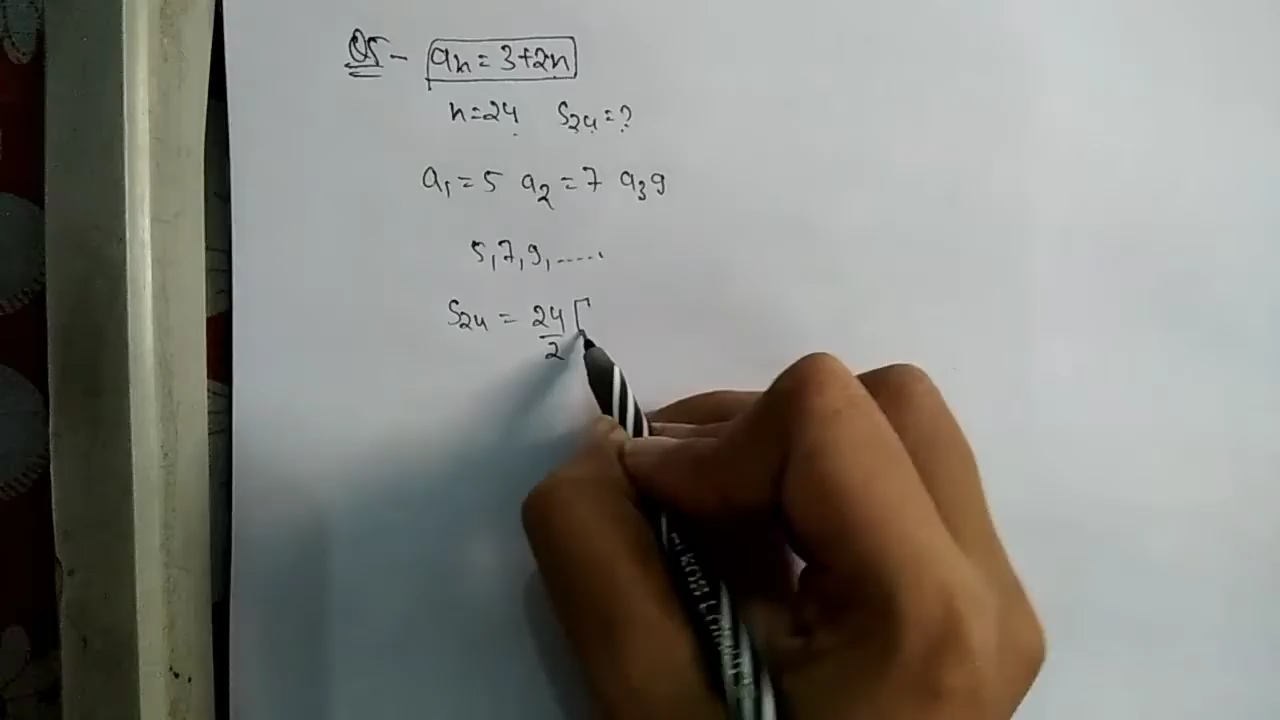 Q5 - an = 3+2n
n=24 S24 = ?
a1 = 5 a2 = 7 a3 9
5,7,9,.....
S24 = 24/2 [